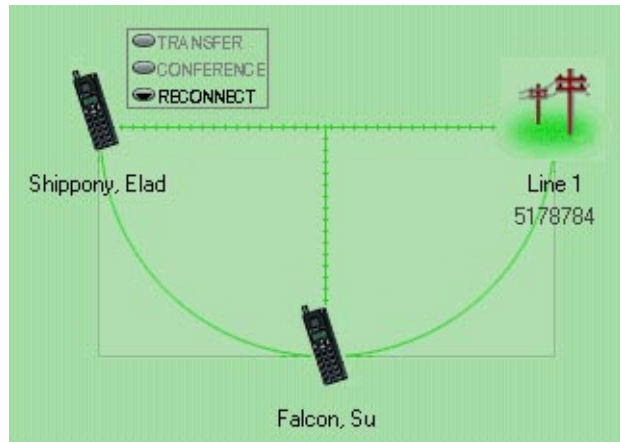 TRANSFER
CONFERENCE
RECONNECT
Shippony, Elad
Line 1
5178784
Falcon, Su